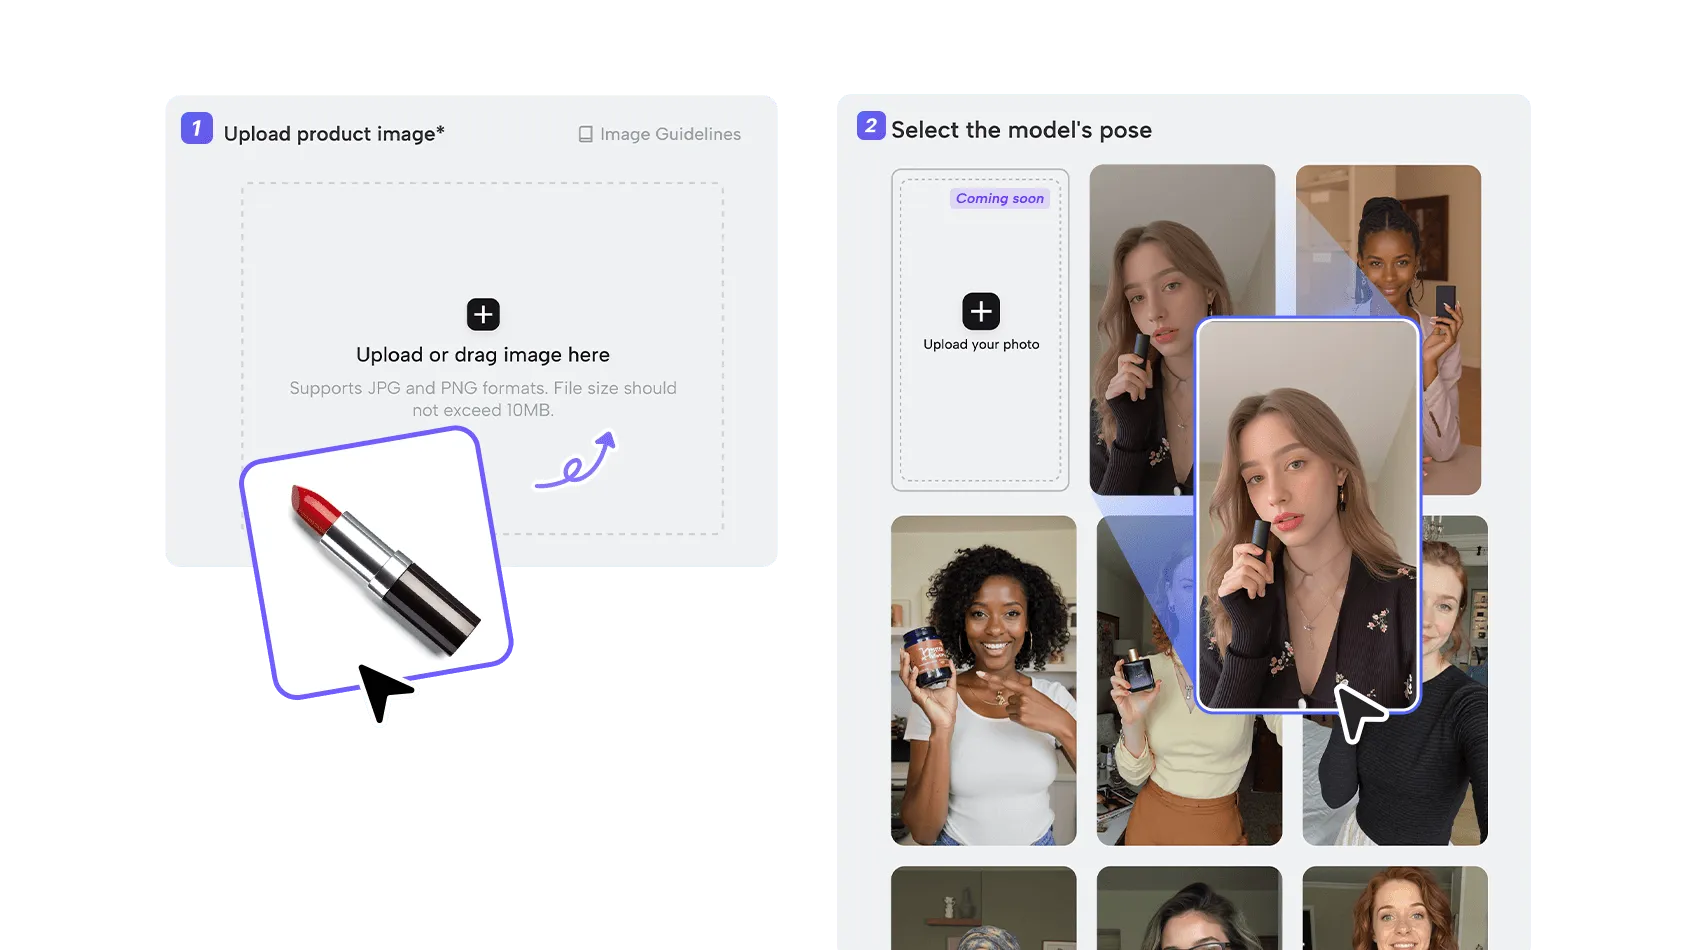 1
Upload product image*
Image Guidelines
Upload or drag image here
Supports JPG and PNG formats. File size should
not exceed 10MB.
2
Select the model's pose
Coming soon
Upload your photo